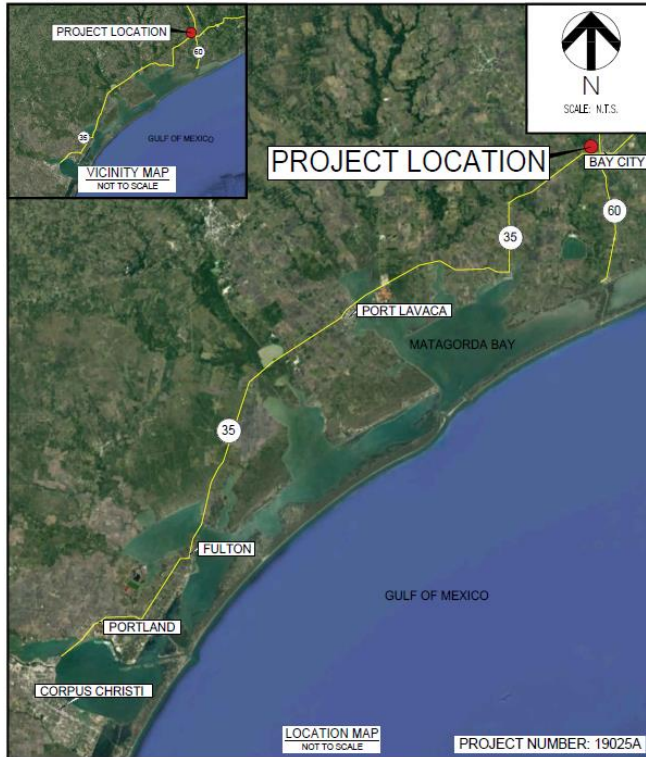 PROJECT LOCATION
60
35
GULF OF MEXICO
VICINITY MAP
NOT TO SCALE
N
SCALE: N.T.S.
PROJECT LOCATION
BAY CITY
60
35
PORT LAVACA
MATAGORDA BAY
35
FULTON
GULF OF MEXICO
PORTLAND
CORPUS CHRISTI
LOCATION MAP
NOT TO SCALE
PROJECT NUMBER: 19025A